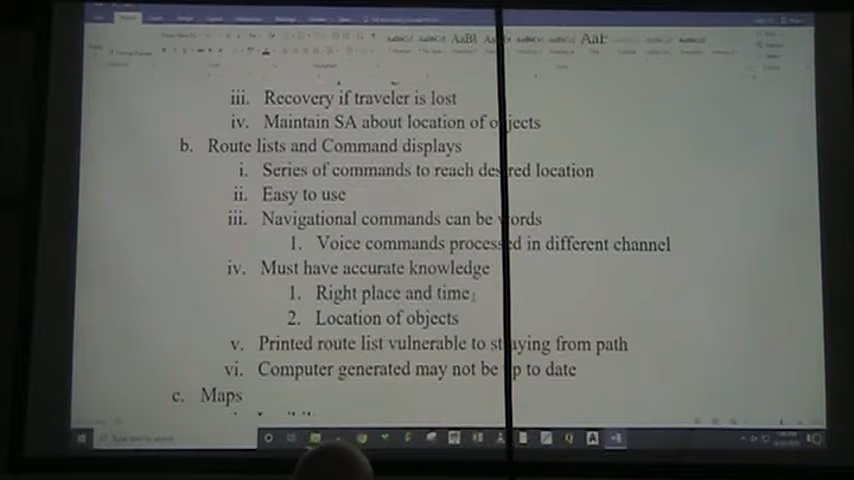 iii. Recovery if traveler is lost
iv. Maintain SA about location of objects
b. Route lists and Command displays
i. Series of commands to reach desired location
ii. Easy to use
iii. Navigational commands can be words
1. Voice commands processed in different channel
iv. Must have accurate knowledge
1. Right place and time
2. Location of objects
v. Printed route list vulnerable to straying from path
vi. Computer generated may not be up to date
c. Maps